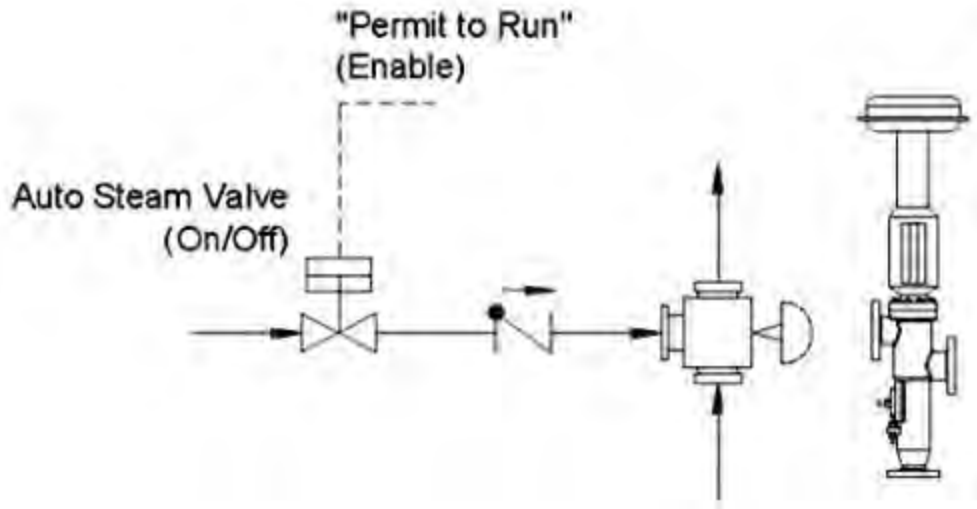 "Permit to Run"
(Enable)
Auto Steam Valve
(On/Off)